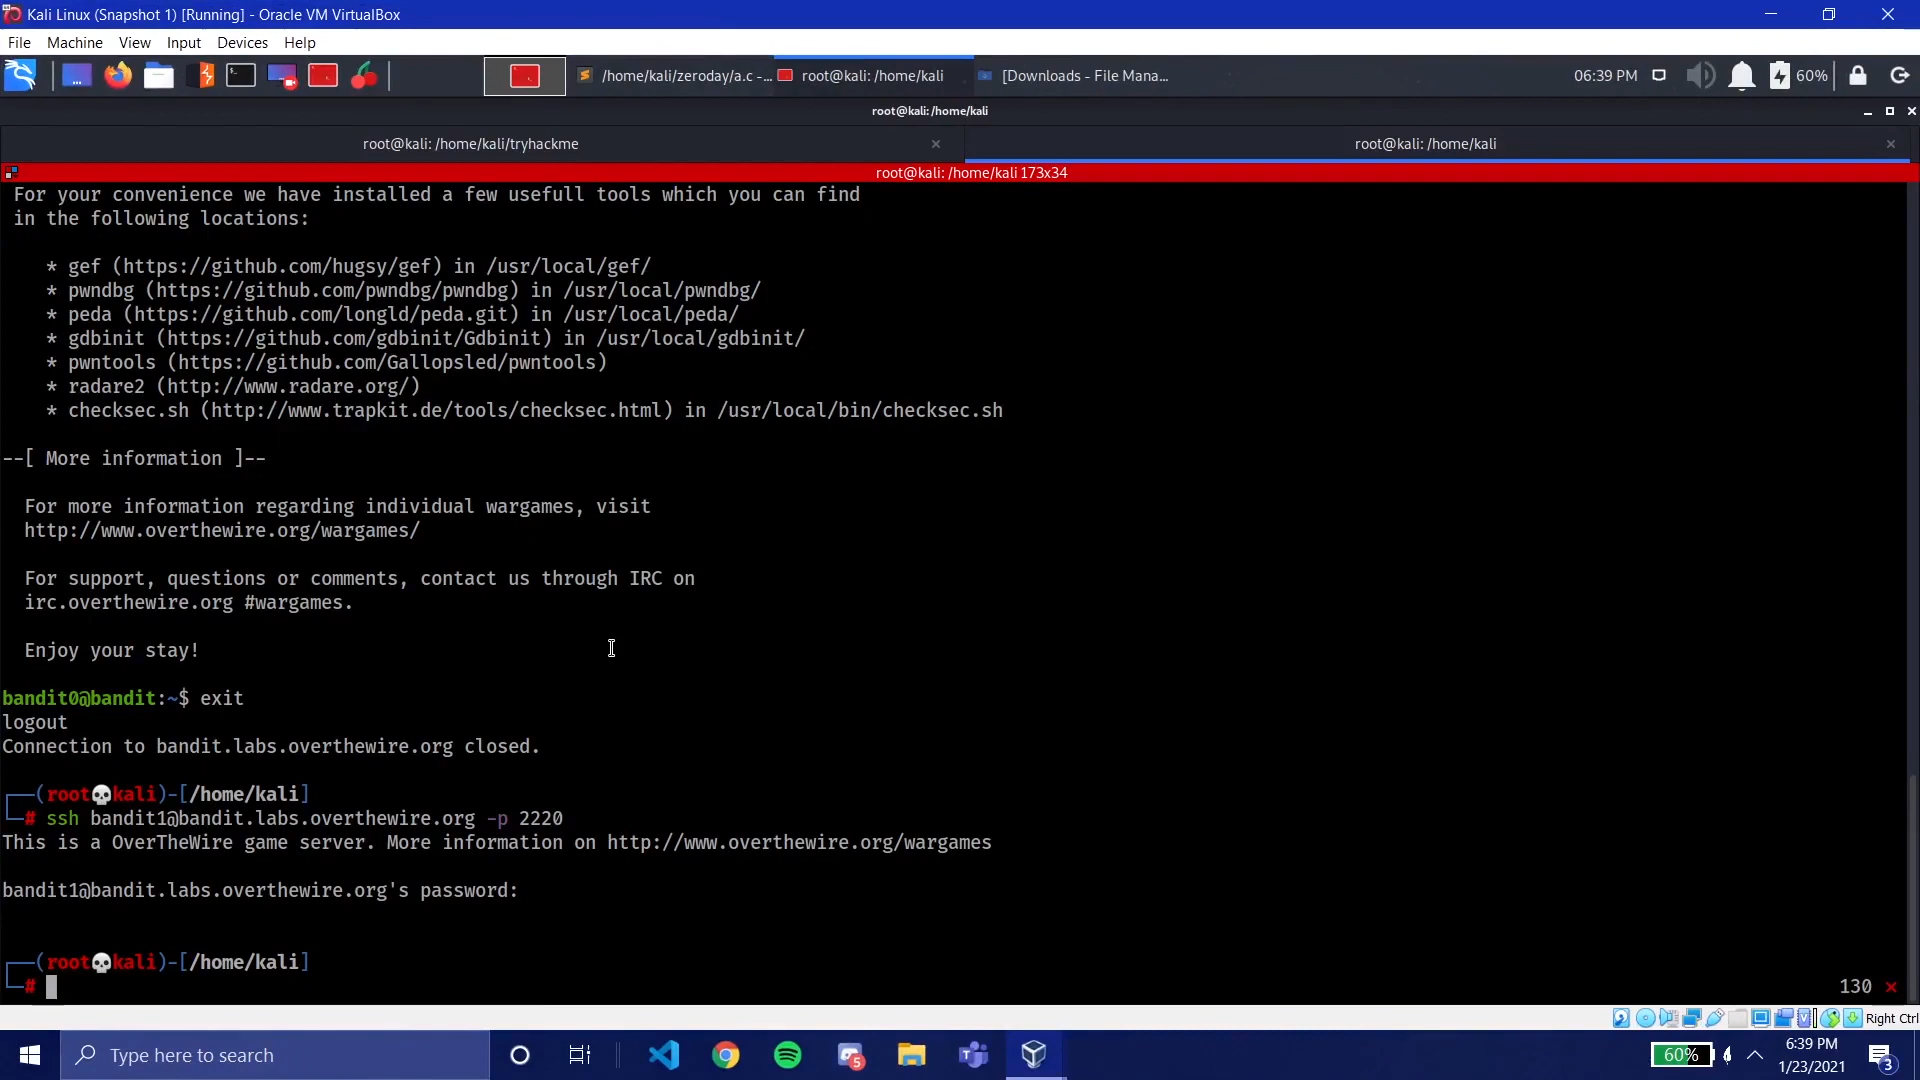 Kali Linux (Snapshot 1) [Running] - Oracle VM VirtualBox
File Machine View Input Devices Help
/home/kali/zeroday/a.c -... root@kali: /home/kali [Downloads - File Mana... 06:39 PM 60%
root@kali: /home/kali
root@kali: /home/kali/tryhackme × root@kali: /home/kali ×
root@kali: /home/kali 173x34
For your convenience we have installed a few usefull tools which you can find
in the following locations:
* gef (https://github.com/hugsy/gef) in /usr/local/gef/
* pwndbg (https://github.com/pwndbg/pwndbg) in /usr/local/pwndbg/
* peda (https://github.com/longld/peda.git) in /usr/local/peda/
* gdbinit (https://github.com/gdbinit/Gdbinit) in /usr/local/gdbinit/
* pwntools (https://github.com/Gallopsled/pwntools)
* radare2 (http://www.radare.org/)
* checksec.sh (http://www.trapkit.de/tools/checksec.html) in /usr/local/bin/checksec.sh
--[ More information ]--
For more information regarding individual wargames, visit
http://www.overthewire.org/wargames/
For support, questions or comments, contact us through IRC on
irc.overthewire.org #wargames.
Enjoy your stay!
bandit0@bandit:~$ exit
logout
Connection to bandit.labs.overthewire.org closed.
┌──(root💀kali)-[/home/kali]
└─# ssh bandit1@bandit.labs.overthewire.org -p 2220
This is a OverTheWire game server. More information on http://www.overthewire.org/wargames
bandit1@bandit.labs.overthewire.org's password:
┌──(root💀kali)-[/home/kali]
└─# 130 ×
Right Ctrl
Type here to search 5 60% 6:39 PM
1/23/2021 3